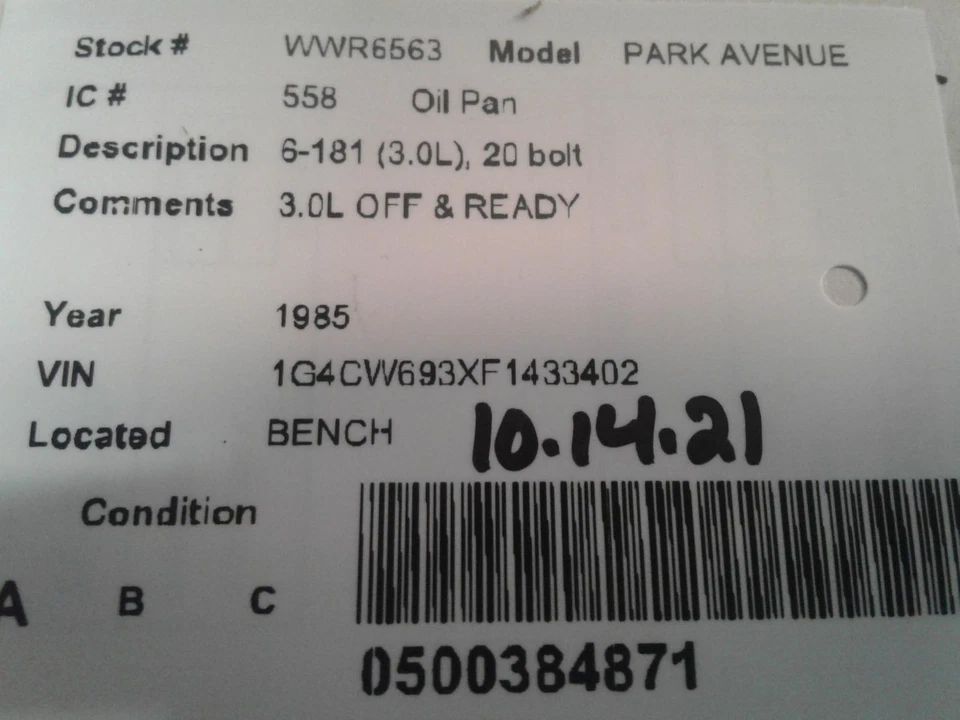 Stock # WWR6563 Model PARK AVENUE
IC # 558 Oil Pan
Description 6-181 (3.0L), 20 bolt
Comments 3.0L OFF & READY
Year 1985
VIN 1G4CW693XF1433402
Located BENCH 10.14.21
Condition
A B C
0500384871